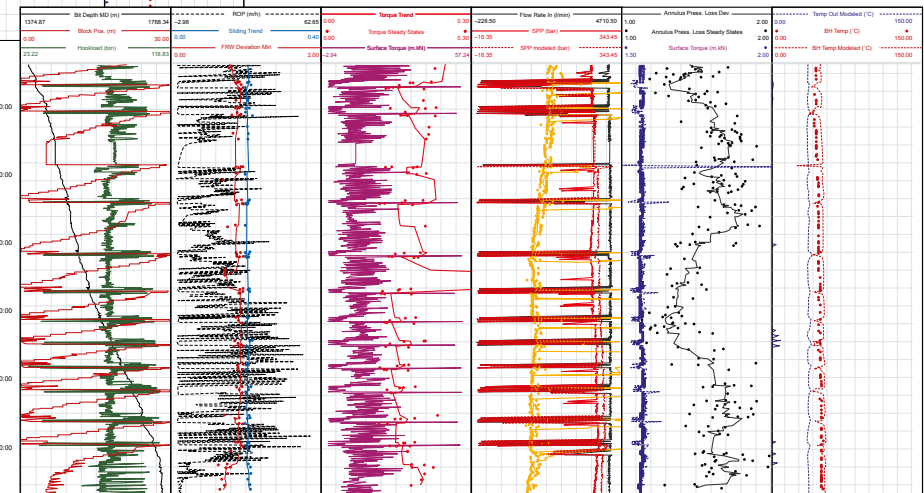 Bit Depth MD (m)
1374.87 1768.34
Block Pos. (m)
0.86 30.00
Hookload (ton)
23.22 118.83
ROP (m/h)
-2.98 62.65
Sliding Trend
0.00 0.40
FRW Deviation Min
0.00 2.00
Torque Trend
0.00 0.30
Torque Steady States
0.00 0.30
Surface Torque (m.kN)
-2.94 57.24
Flow Rate In (l/min)
-228.50 4710.50
SPP (bar)
-16.35 343.45
SPP modeled (bar)
-16.35 343.45
Annulus Press. Loss Dev
1.00 2.00
Annulus Press. Loss Steady States
1.00 2.00
Surface Torque (m.kN)
1.30 2.00
Temp Out Modeled (°C)
0.00 150.00
BH Temp (°C)
0.00 150.00
BH Temp Modeled (°C)
0.00 150.00
0:00
0:00
0:00
0:00
0:00
0:00